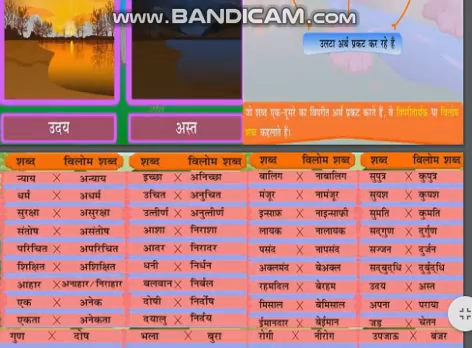 www.BANDICAM.com
उलटा अर्थ प्रकट कर रहे हैं
उदय
अस्त
जो शब्द एक-दूसरे का विपरीत अर्थ प्रकट करते हैं, वे विपरीतार्थक या विलोम
शब्द कहलाते हैं।
शब्द विलोम शब्द शब्द विलोम शब्द शब्द विलोम शब्द शब्द विलोम शब्द
न्याय X अन्याय इच्छा X अनिच्छा बालिग X नाबालिग सुपुत्र X कुपुत्र
धर्म X अधर्म उचित X अनुचित मंजूर X नामंजूर सुयश X कुयश
सुरक्षा X असुरक्षा उत्तीर्ण X अनुत्तीर्ण इन्साफ़ X नाइन्साफ़ी सुमति X कुमति
संतोष X असंतोष आशा X निराशा लायक X नालायक सद्गुण X दुर्गुण
परिचित X अपरिचित आदर X निरादर पसंद X नापसंद सज्जन X दुर्जन
शिक्षित X अशिक्षित धनी X निर्धन अक्लमंद X बेअक्ल सद्बुद्धि X दुर्बुद्धि
आहार X अनाहार/निराहार बलवान X निर्बल रहमदिल X बेरहम उदय X अस्त
एक X अनेक दोषी X निर्दोष मिसाल X बेमिसाल अपना X पराया
एकता X अनेकता दयालु X निर्दय ईमानदार X बेईमान जड़ X चेतन
गुण X दोष भला X बुरा रोगी X नीरोग उपजाऊ X बंजर